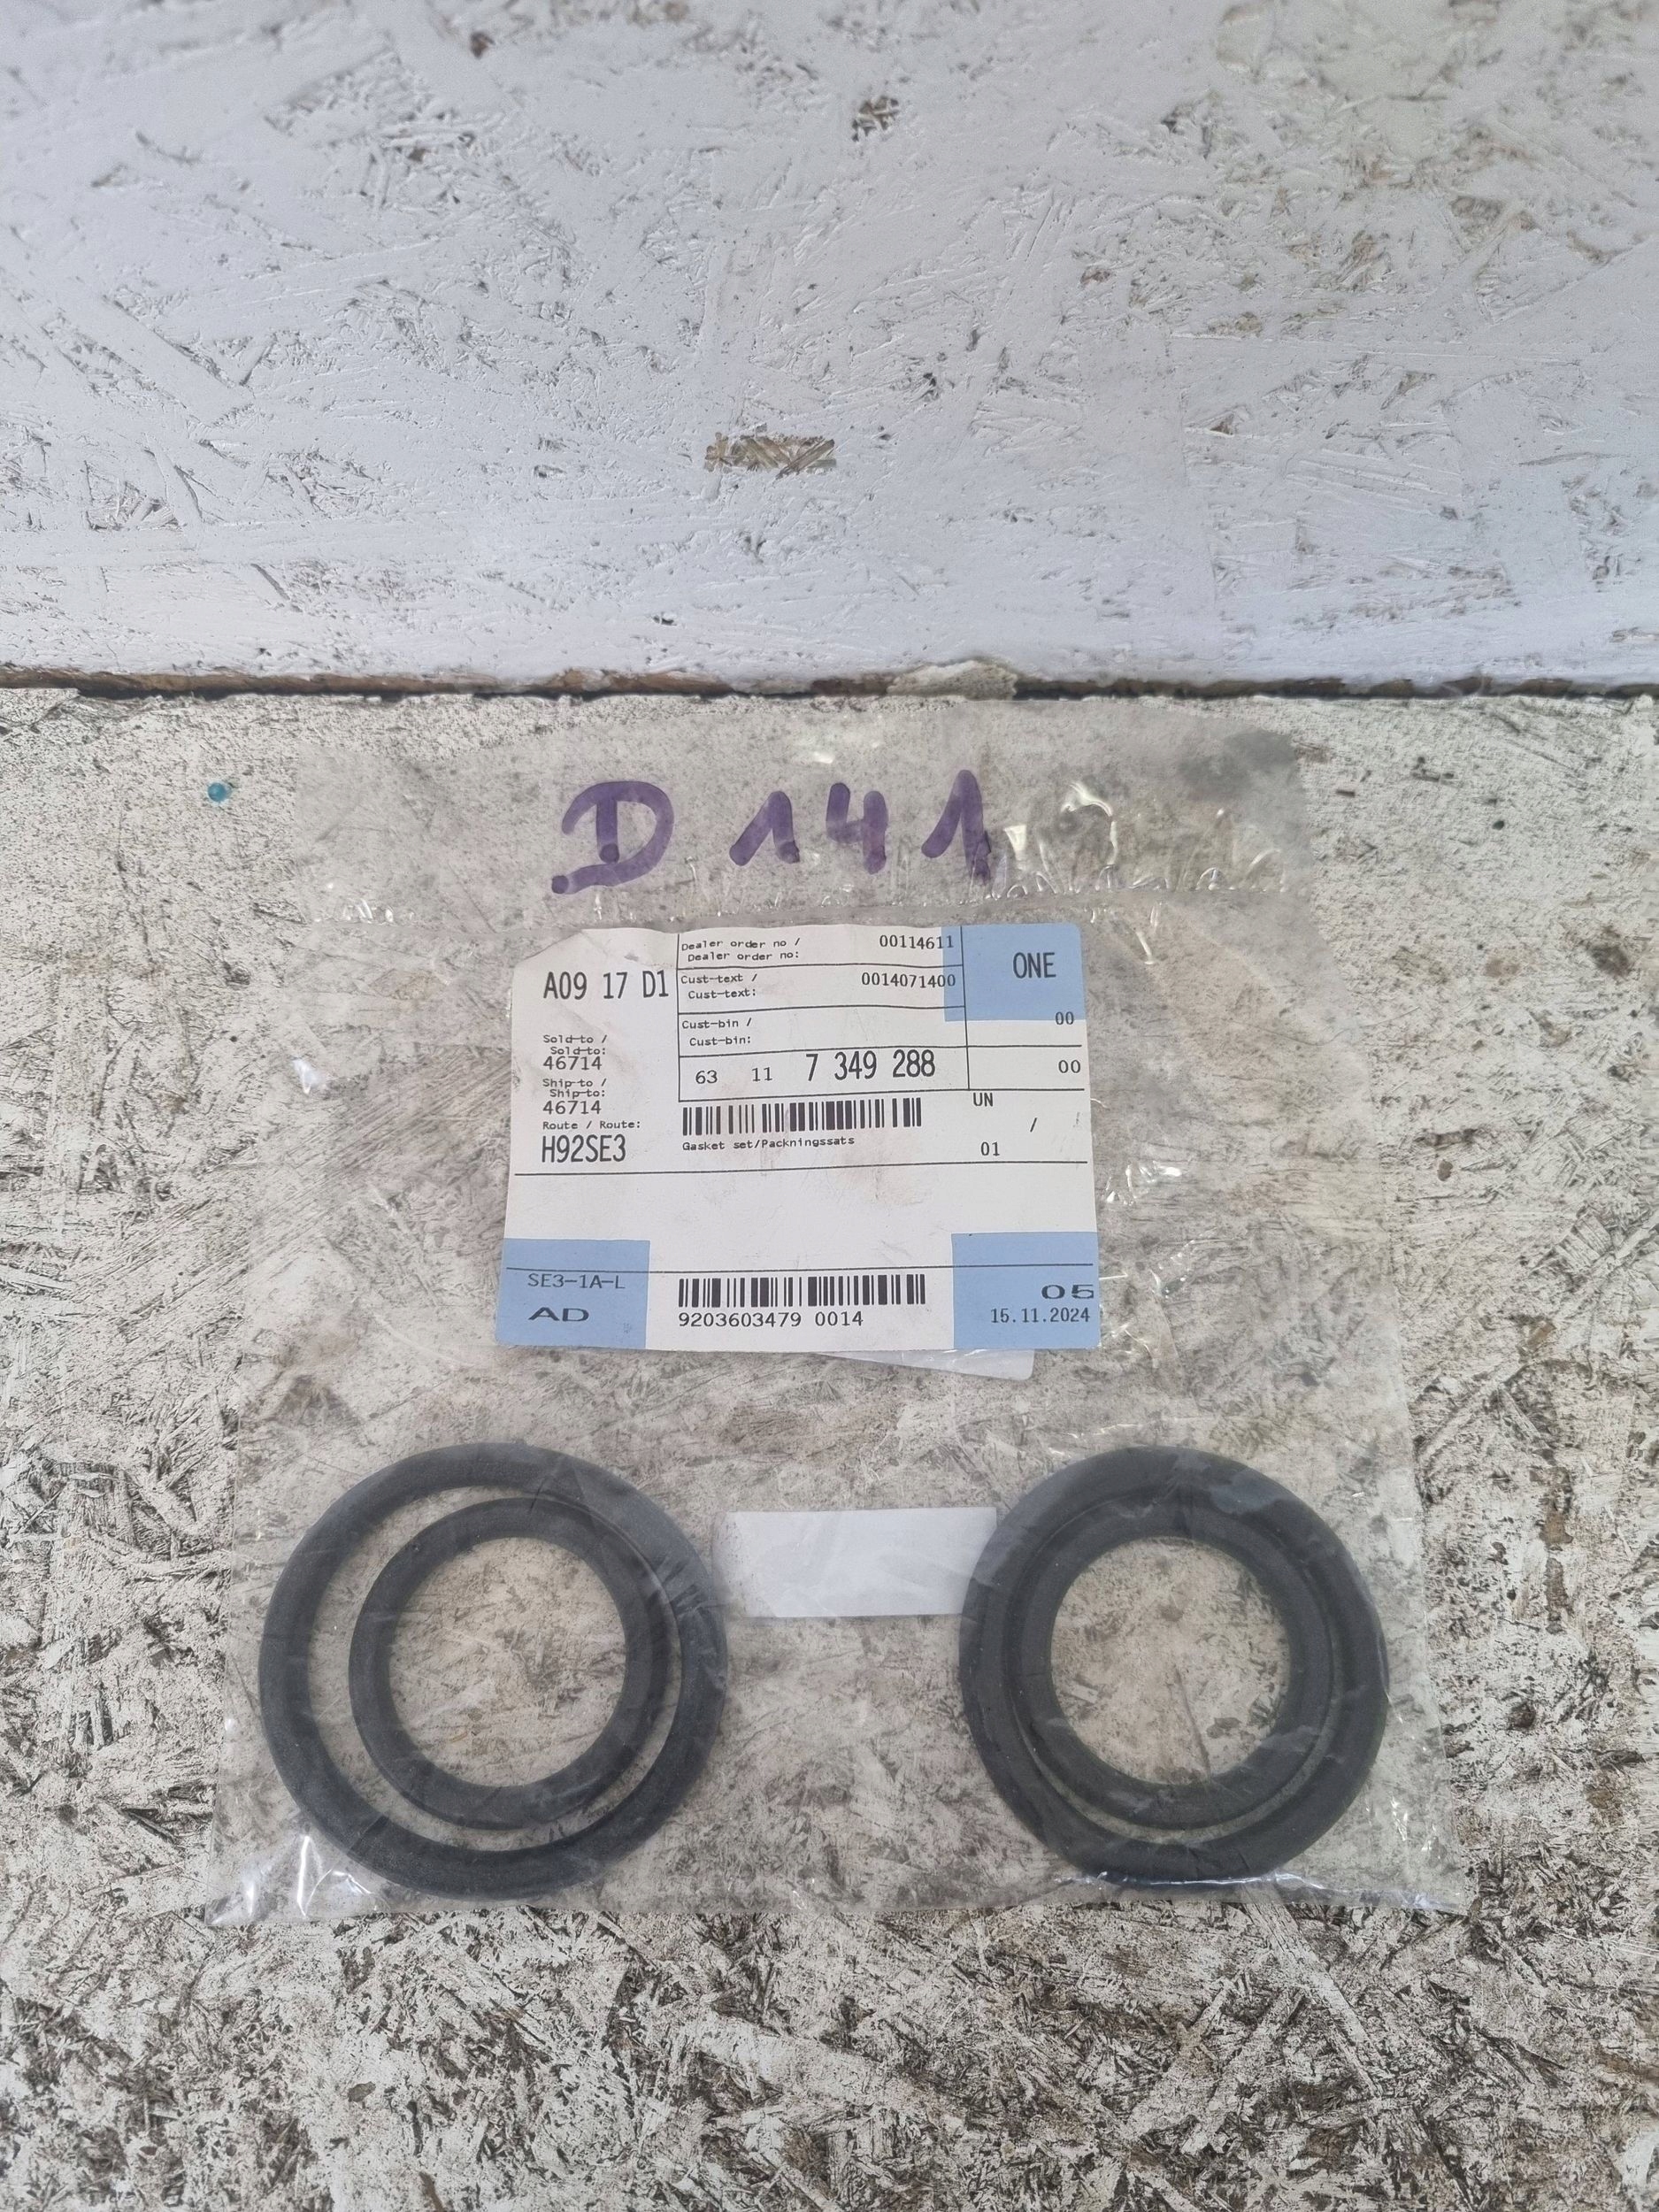 D 141
Dealer order no / 00114611
Dealer order no:
ONE
A09 17 D1
Cust-text / 0014071400
Cust-text:
Cust-bin / 00
Cust-bin:
Sold-to /
Sold-to:
46714
63 11 7 349 288 00
Ship-to /
Ship-to:
46714
UN
Route / Route:
/
H92SE3
Gasket set/Packningssats
01
SE3-1A-L
AD
9203603479 0014
05
15.11.2024